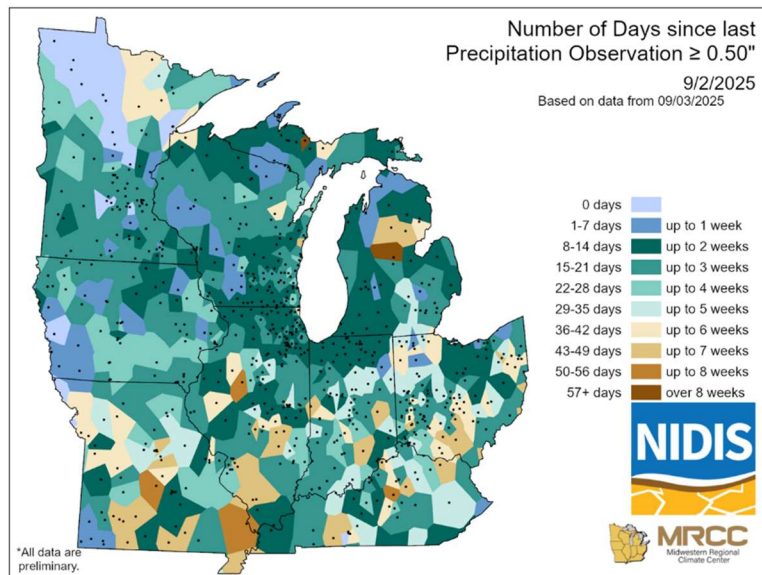 Number of Days since last
Precipitation Observation ≥ 0.50"
9/2/2025
Based on data from 09/03/2025
0 days
1-7 days up to 1 week
8-14 days up to 2 weeks
15-21 days up to 3 weeks
22-28 days up to 4 weeks
29-35 days up to 5 weeks
36-42 days up to 6 weeks
43-49 days up to 7 weeks
50-56 days up to 8 weeks
57+ days over 8 weeks
NIDIS
MRCC
Midwestern Regional
Climate Center
*All data are
preliminary.